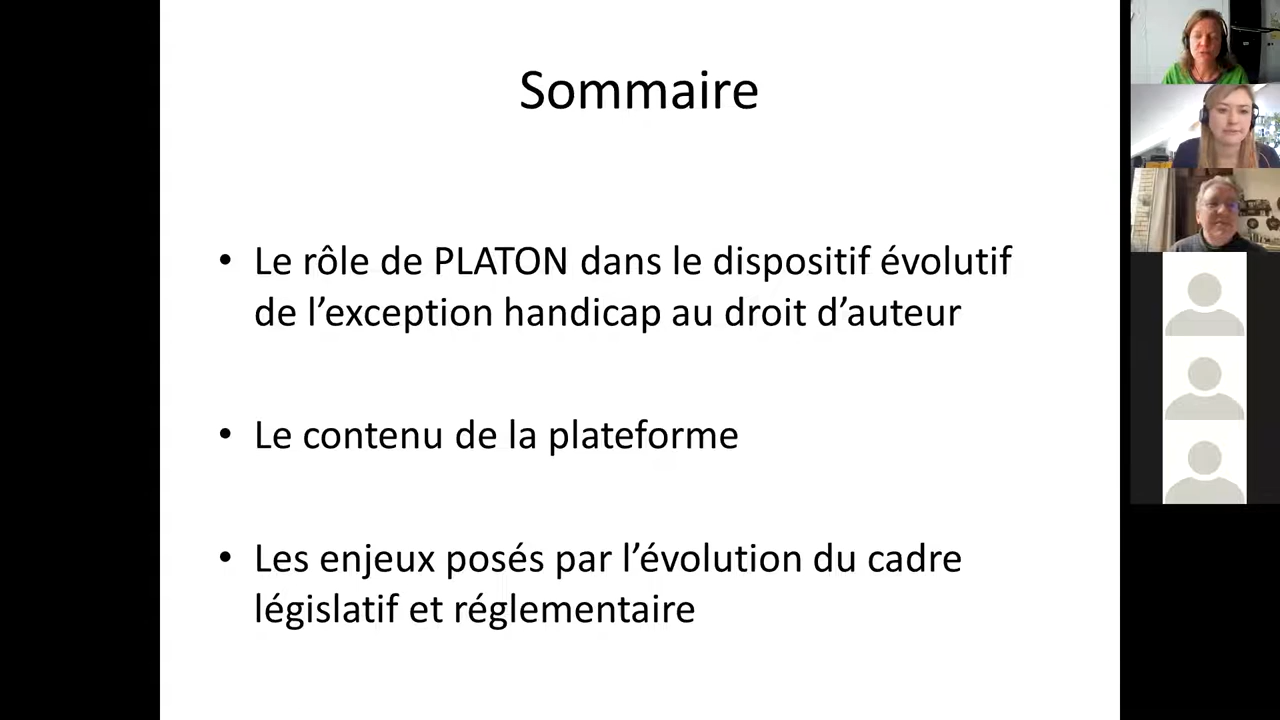 Sommaire
• Le rôle de PLATON dans le dispositif évolutif
de l’exception handicap au droit d’auteur
• Le contenu de la plateforme
• Les enjeux posés par l’évolution du cadre
législatif et réglementaire